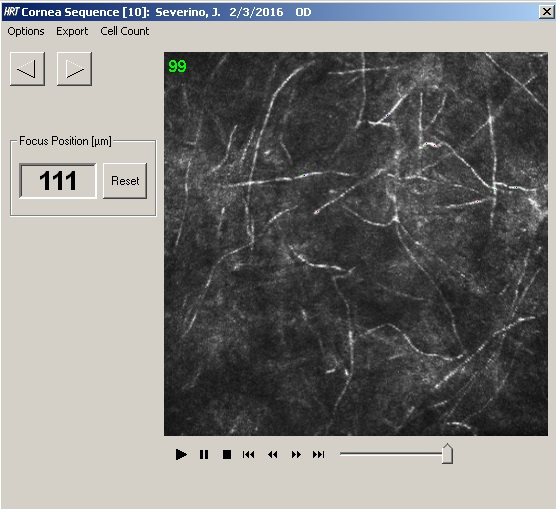 HRT Cornea Sequence [10]: Severino, J. 2/3/2016 OD
Options Export Cell Count
99
Focus Position [µm]
111 Reset